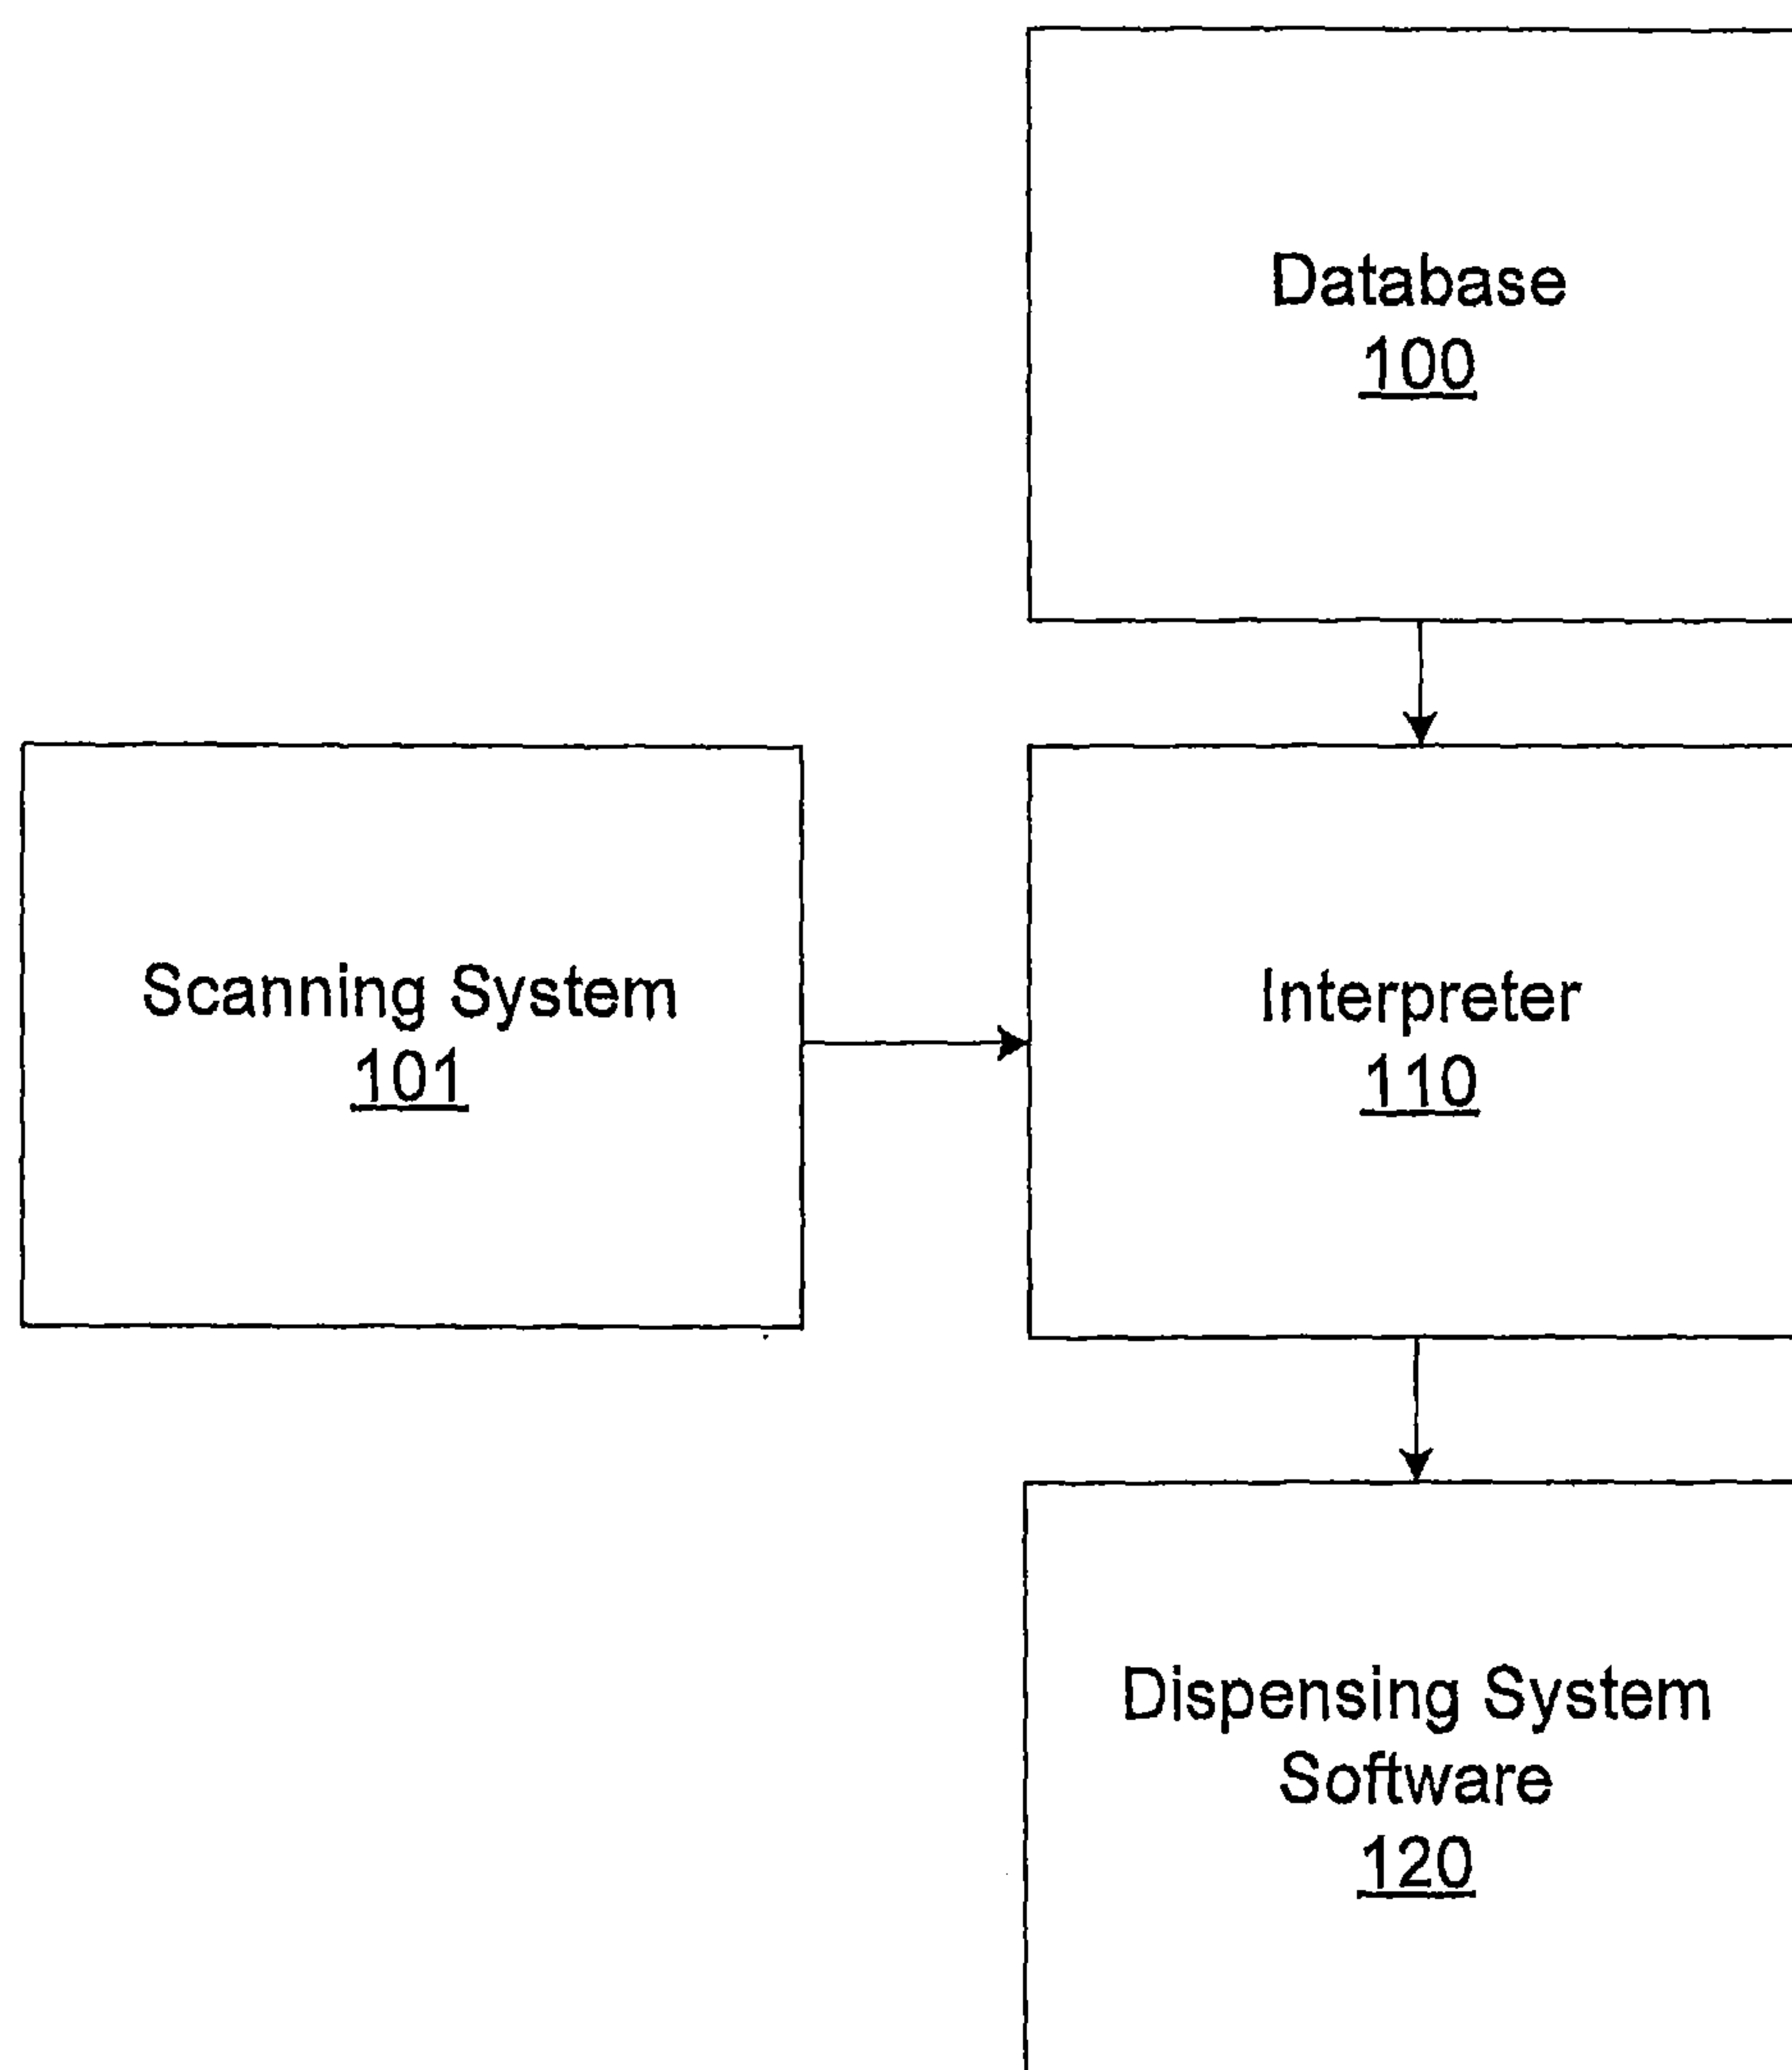 Database
100
Scanning System
101
Interpreter
110
Dispensing System
Software
120